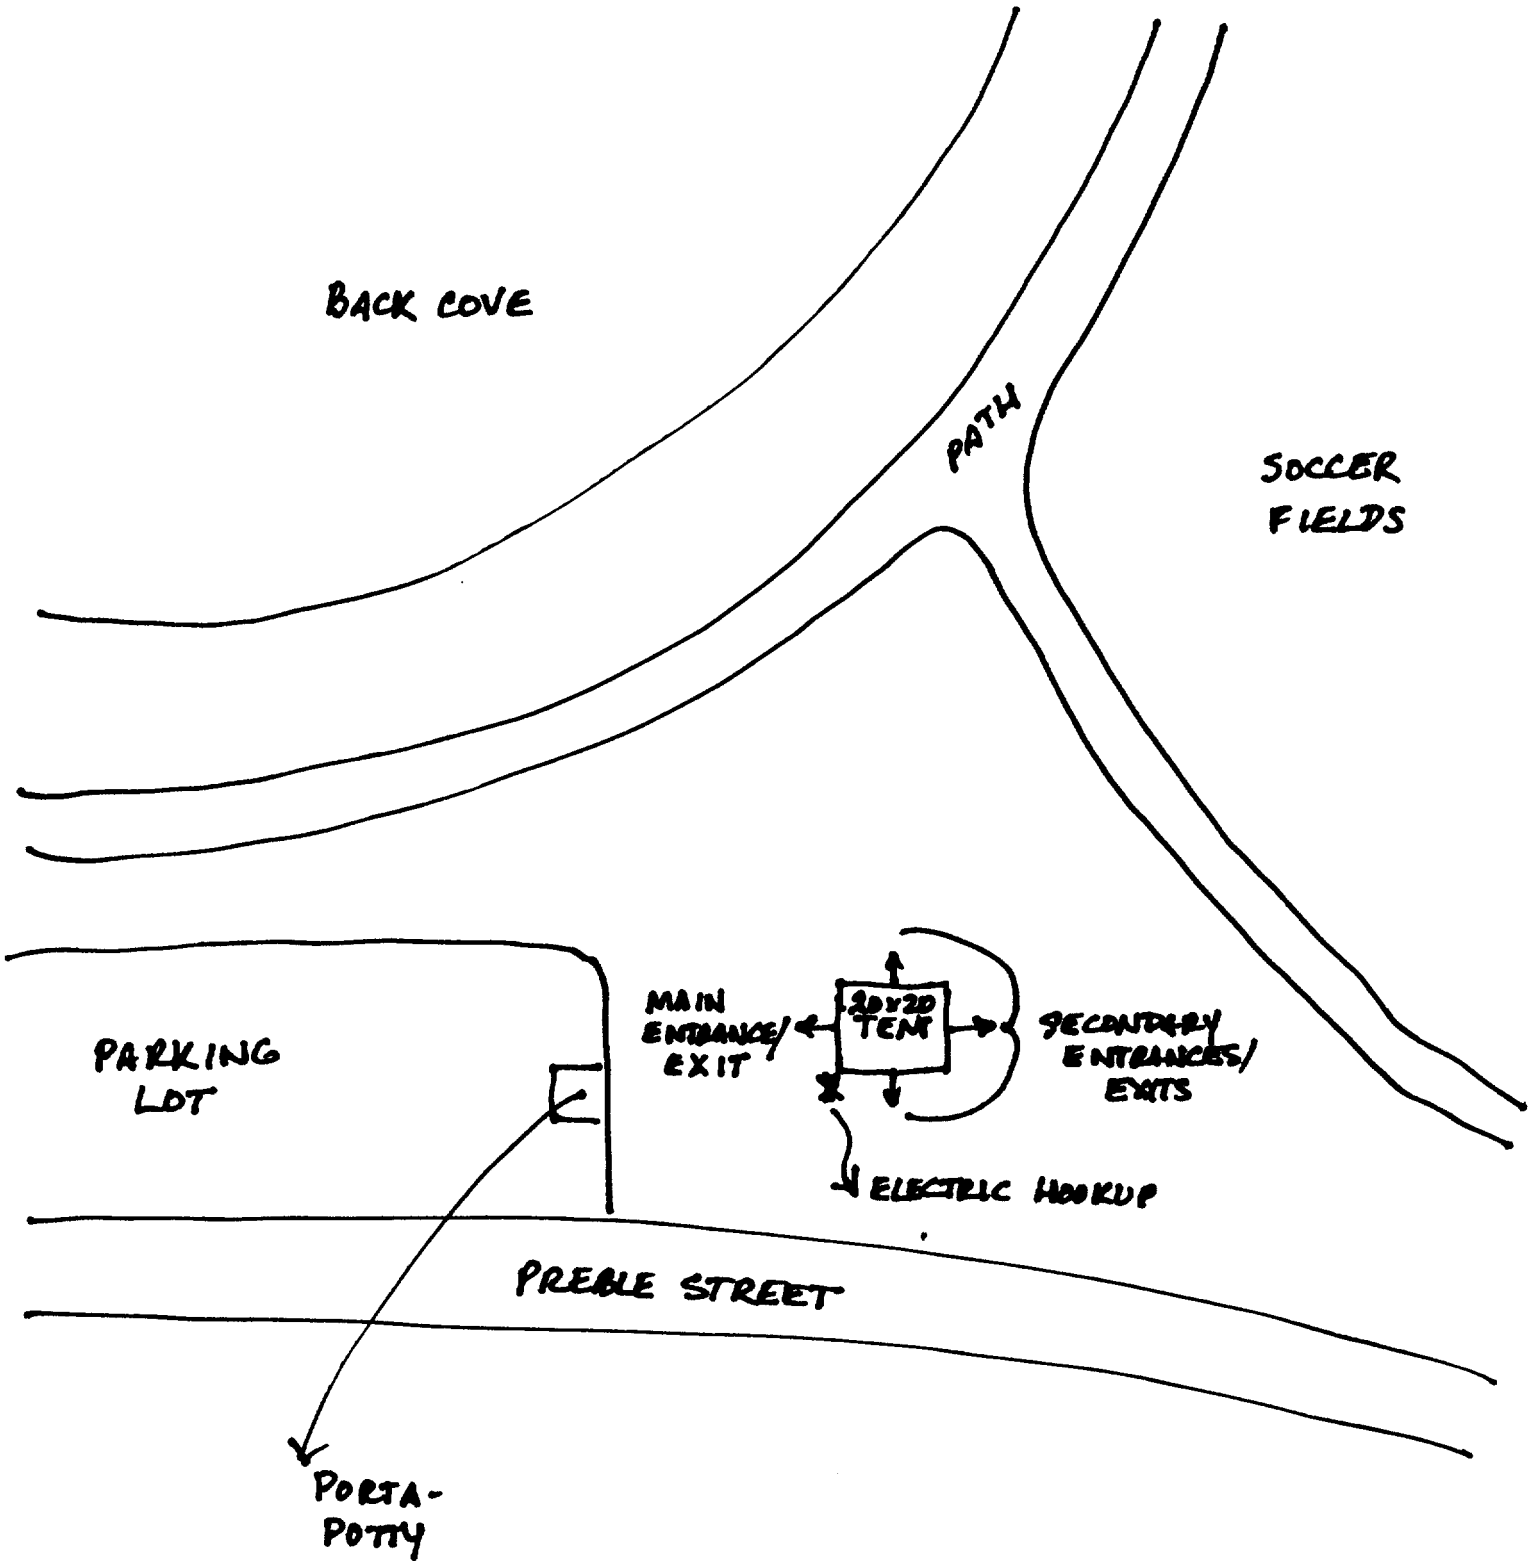 BACK COVE
PATH
SOCCER
FIELDS
MAIN
ENTRANCE/
EXIT
20x20
TENT
SECONDARY
ENTRANCES/
EXITS
PARKING
LOT
ELECTRIC HOOKUP
PREBLE STREET
PORTA-
POTTY